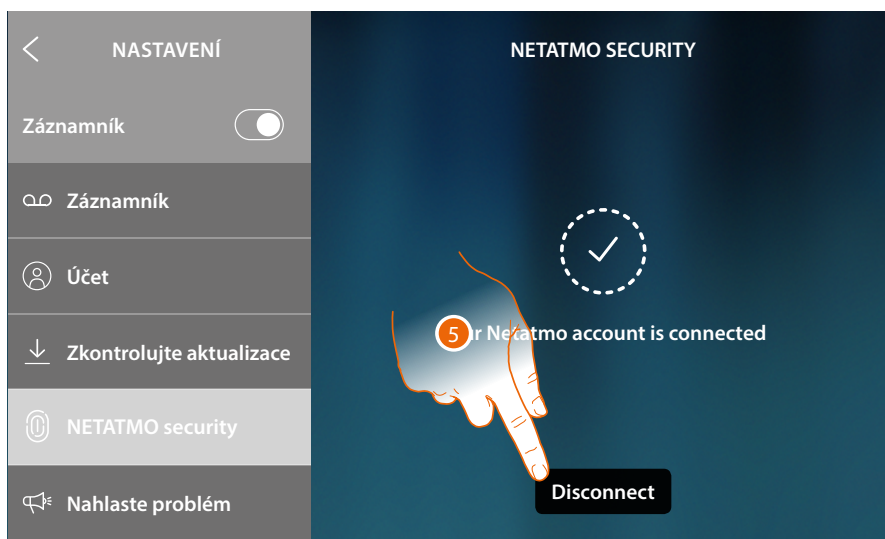 NASTAVENÍ
Záznamník
Záznamník
Účet
Zkontrolujte aktualizace
NETATMO security
Nahlaste problém
NETATMO SECURITY
5
Netatmo account is connected
Disconnect